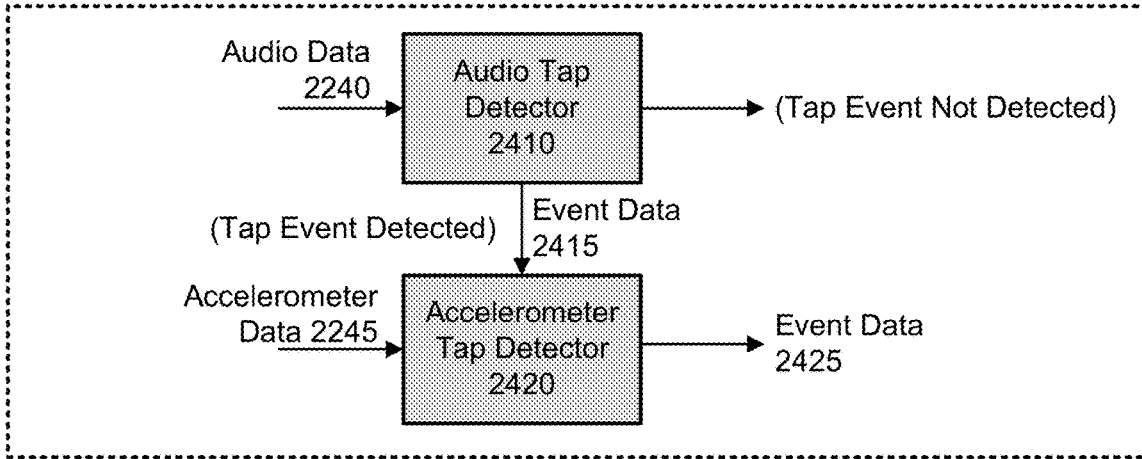 Audio Data
2240
Audio Tap
Detector
2410
(Tap Event Not Detected)
(Tap Event Detected)
Event Data
2415
Accelerometer
Data 2245
Accelerometer
Tap Detector
2420
Event Data
2425